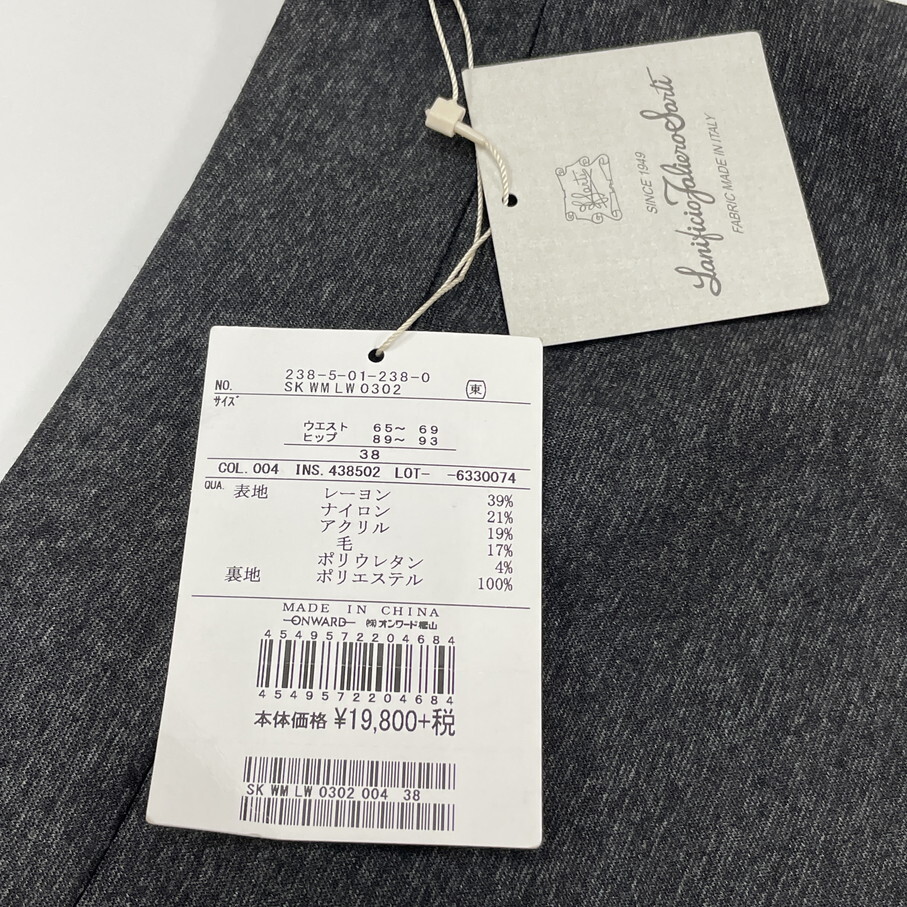 SINCE 1949
Lanificio Faliero Sarti
FABRIC MADE IN ITALY
238-5-01-238-0
NO. SK WM LW 0302 東
サイズ
ウエスト 65〜 69
ヒップ 89〜 93
38
COL. 004 INS. 438502 LOT- -6330074
QUA. 表地 レーヨン 39%
ナイロン 21%
アクリル 19%
毛 17%
ポリウレタン 4%
裏地 ポリエステル 100%
MADE IN CHINA
ONWARD ㈱オンワード樫山
4549572204684
4549572204684
本体価格 ¥19,800+税
SK WM LW 0302 004 38